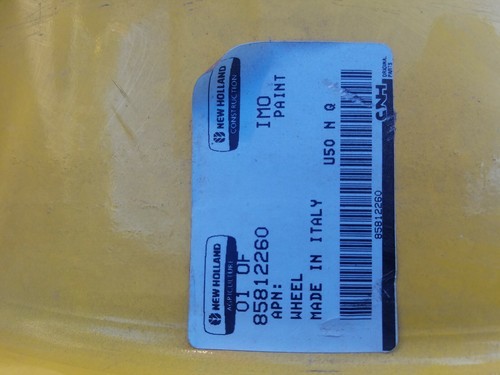 NEW HOLLAND
AGRICULTURE
NEW HOLLAND
CONSTRUCTION
01 OF
IMO
85812260
PAINT
APN:
WHEEL
MADE IN ITALY
U50 N Q
85812260
CNH
ORIGINAL
PARTS